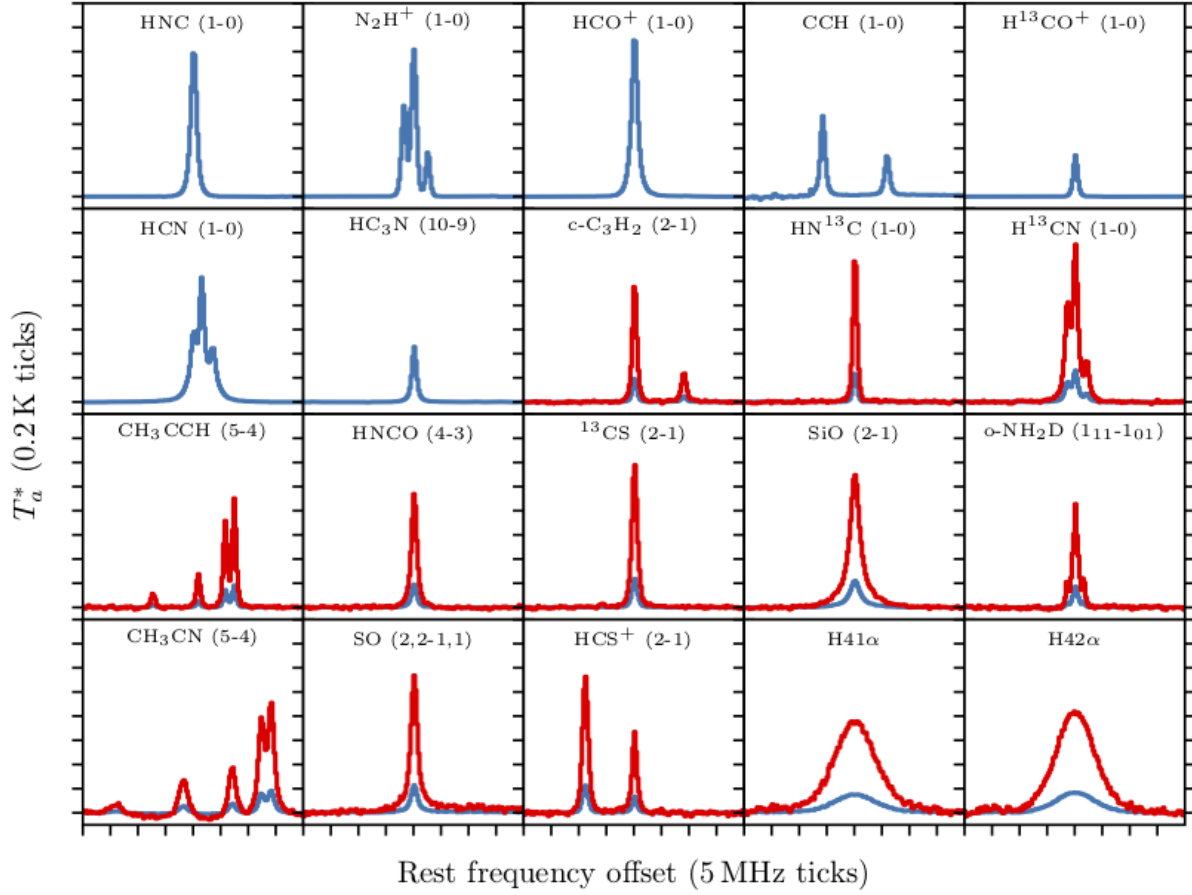 HNC (1-0)
N₂H⁺ (1-0)
HCO⁺ (1-0)
CCH (1-0)
H¹³CO⁺ (1-0)
HCN (1-0)
HC₃N (10-9)
c-C₃H₂ (2-1)
HN¹³C (1-0)
H¹³CN (1-0)
CH₃CCH (5-4)
HNCO (4-3)
¹³CS (2-1)
SiO (2-1)
o-NH₂D (1₁₁-1₀₁)
CH₃CN (5-4)
SO (2,2-1,1)
HCS⁺ (2-1)
H41α
H42α
T*ₐ (0.2 K ticks)
Rest frequency offset (5 MHz ticks)